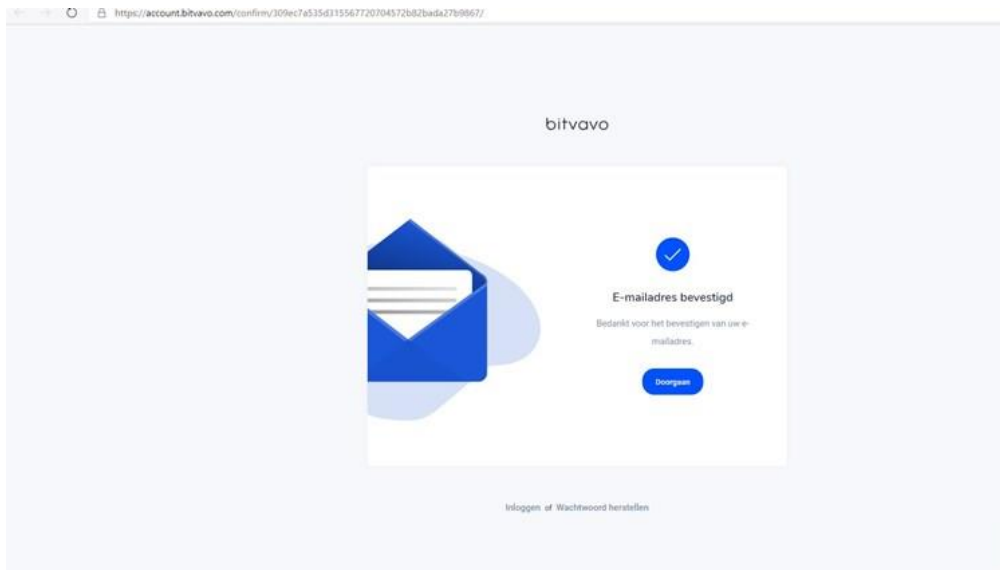 https://account.bitvavo.com/confirm/309ec7a535d315567720704572b82bada27b9867/
bitvavo
E-mailadres bevestigd
Bedankt voor het bevestigen van uw e-
mailadres.
Doorgaan
Inloggen of Wachtwoord herstellen